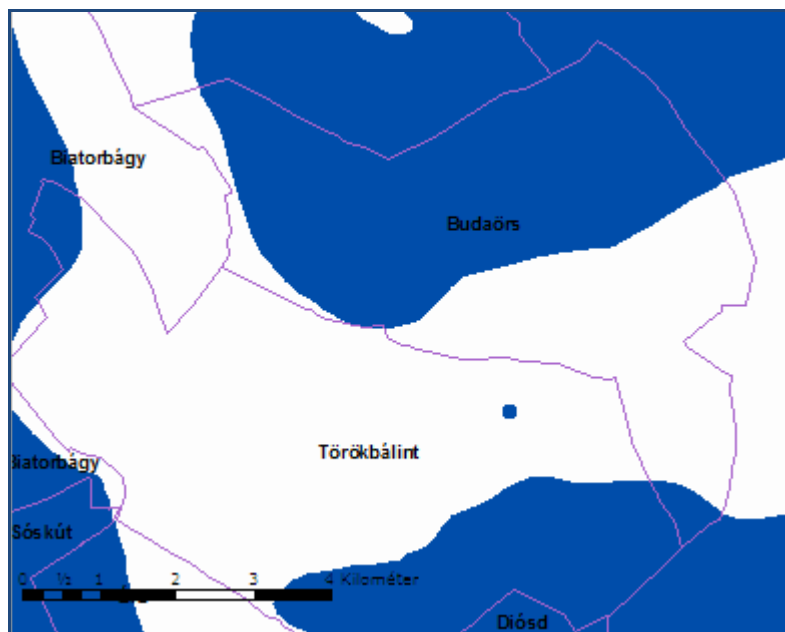 Biatorbágy
Budaörs
Törökbálint
Biatorbágy
Sóskút
0 ½ 1 2 3 4 Kilométer
Diósd